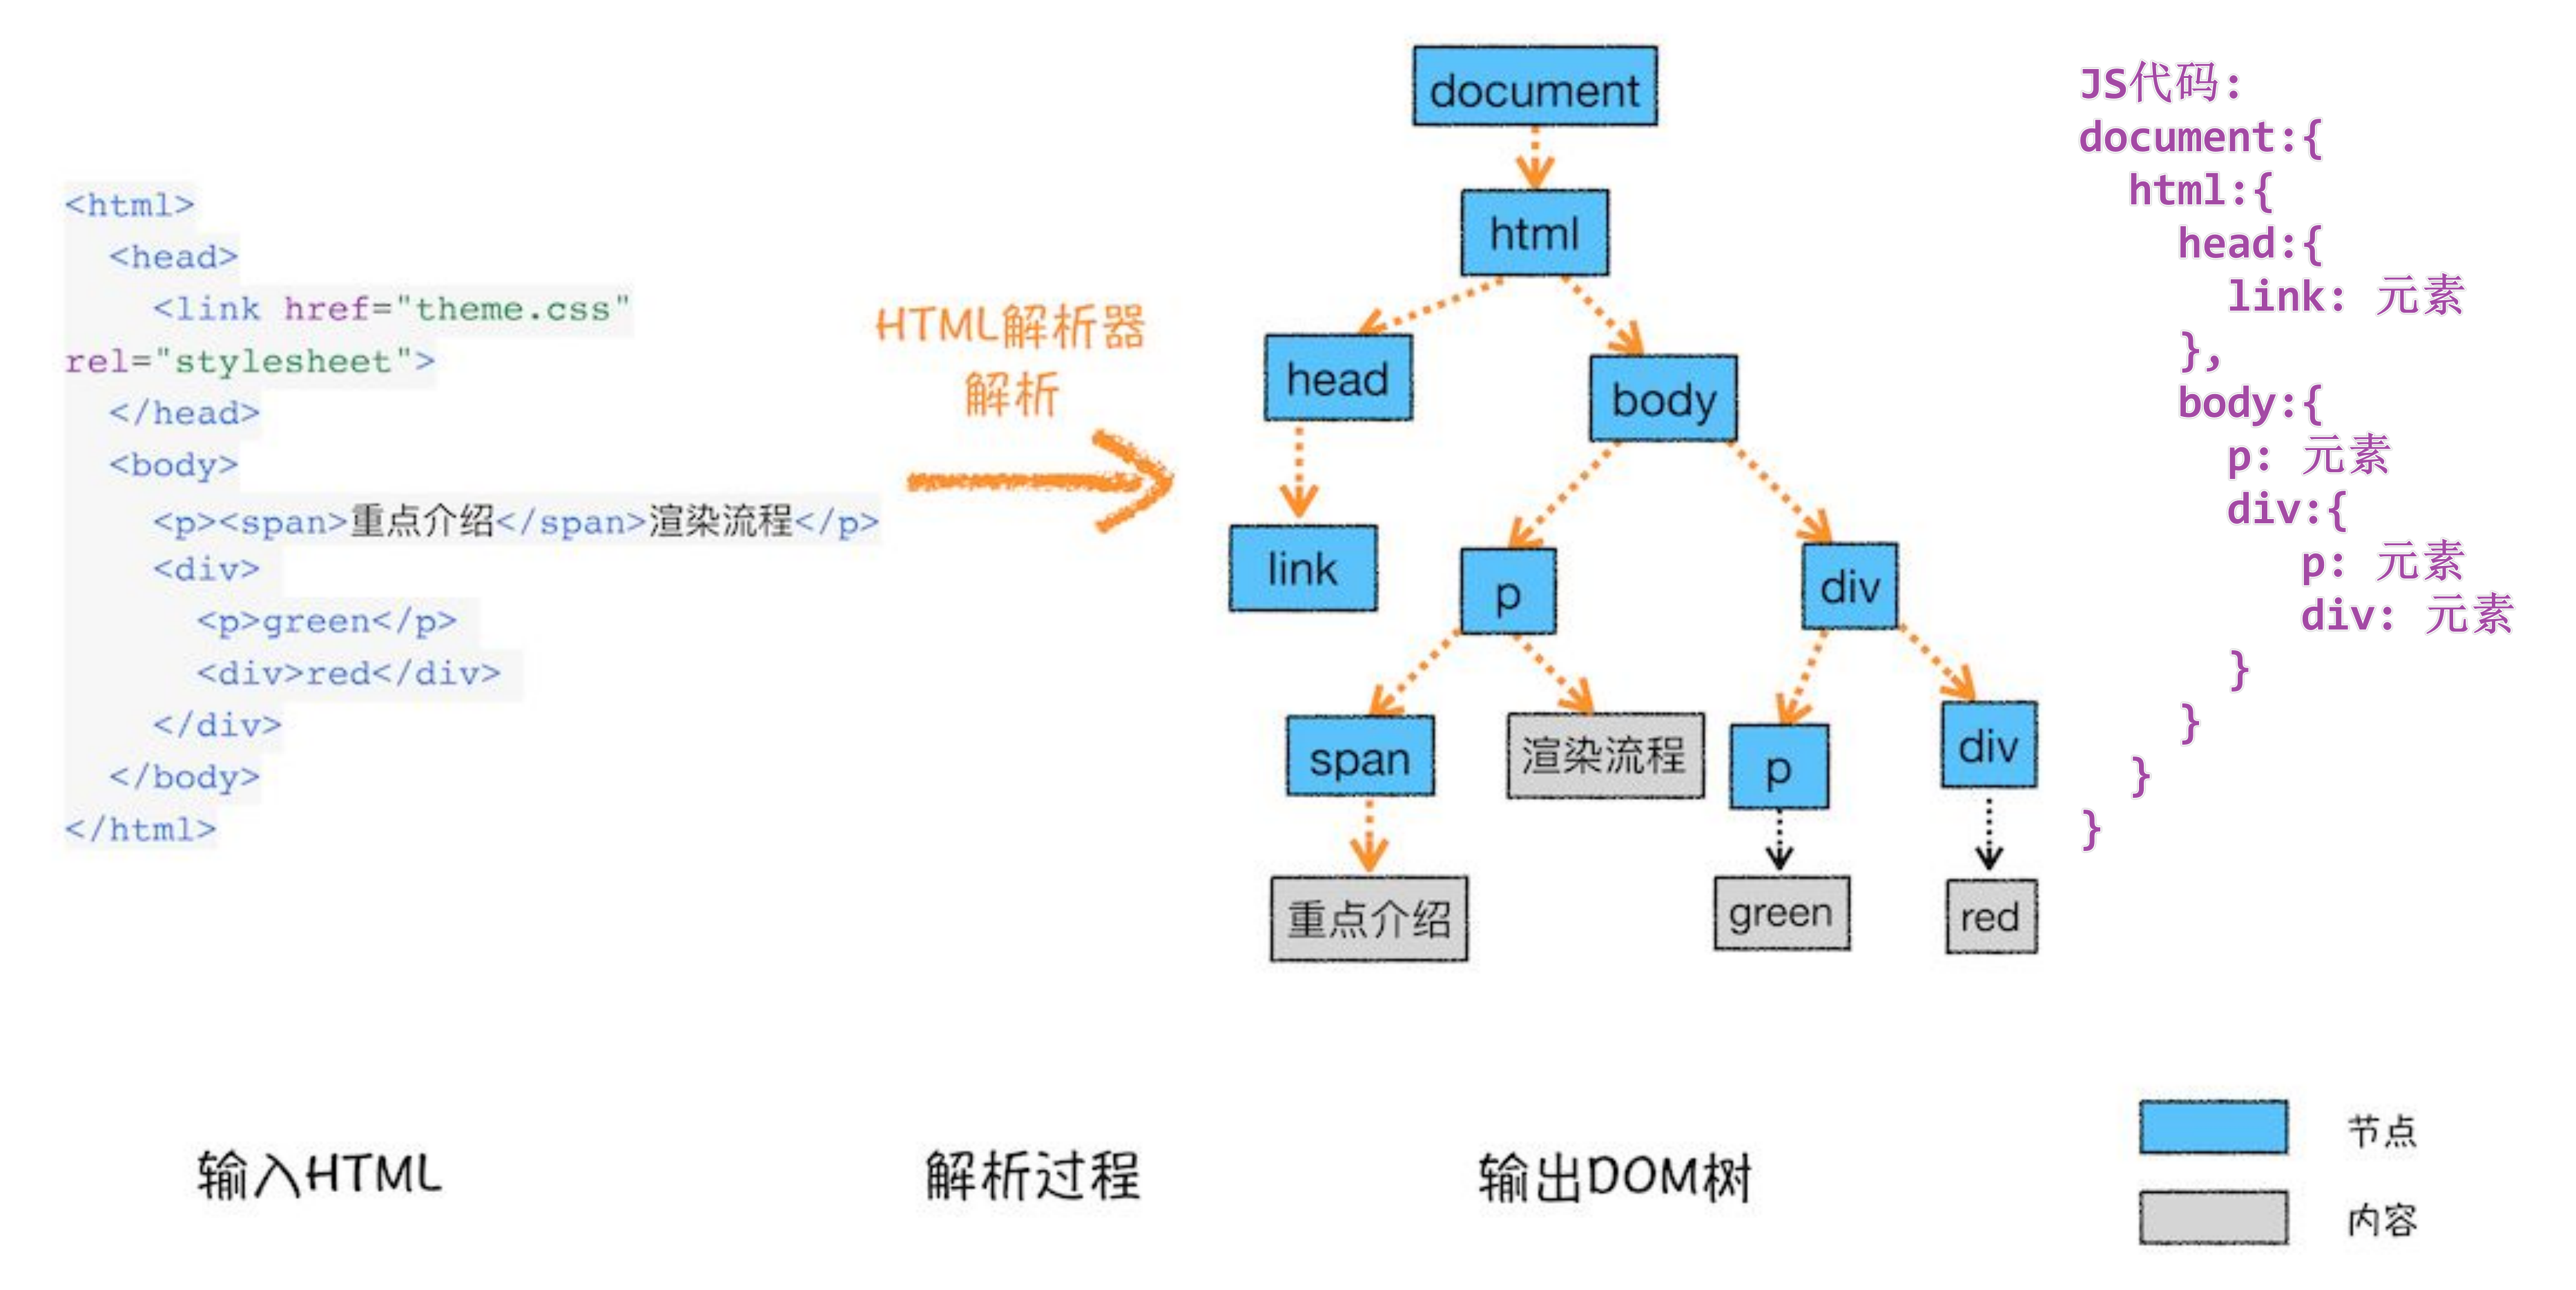 <html>
<head>
<link href="theme.css"
rel="stylesheet">
</head>
<body>
<p><span>重点介绍</span>渲染流程</p>
<div>
<p>green</p>
<div>red</div>
</div>
</body>
</html>
HTML解析器
解析
document
html
head
body
link
p
div
span
渲染流程
p
div
重点介绍
green
red
JS代码:
document:{
html:{
head:{
link: 元素
},
body:{
p: 元素
div:{
p: 元素
div: 元素
}
}
}
}
输入HTML
解析过程
输出DOM树
节点
内容